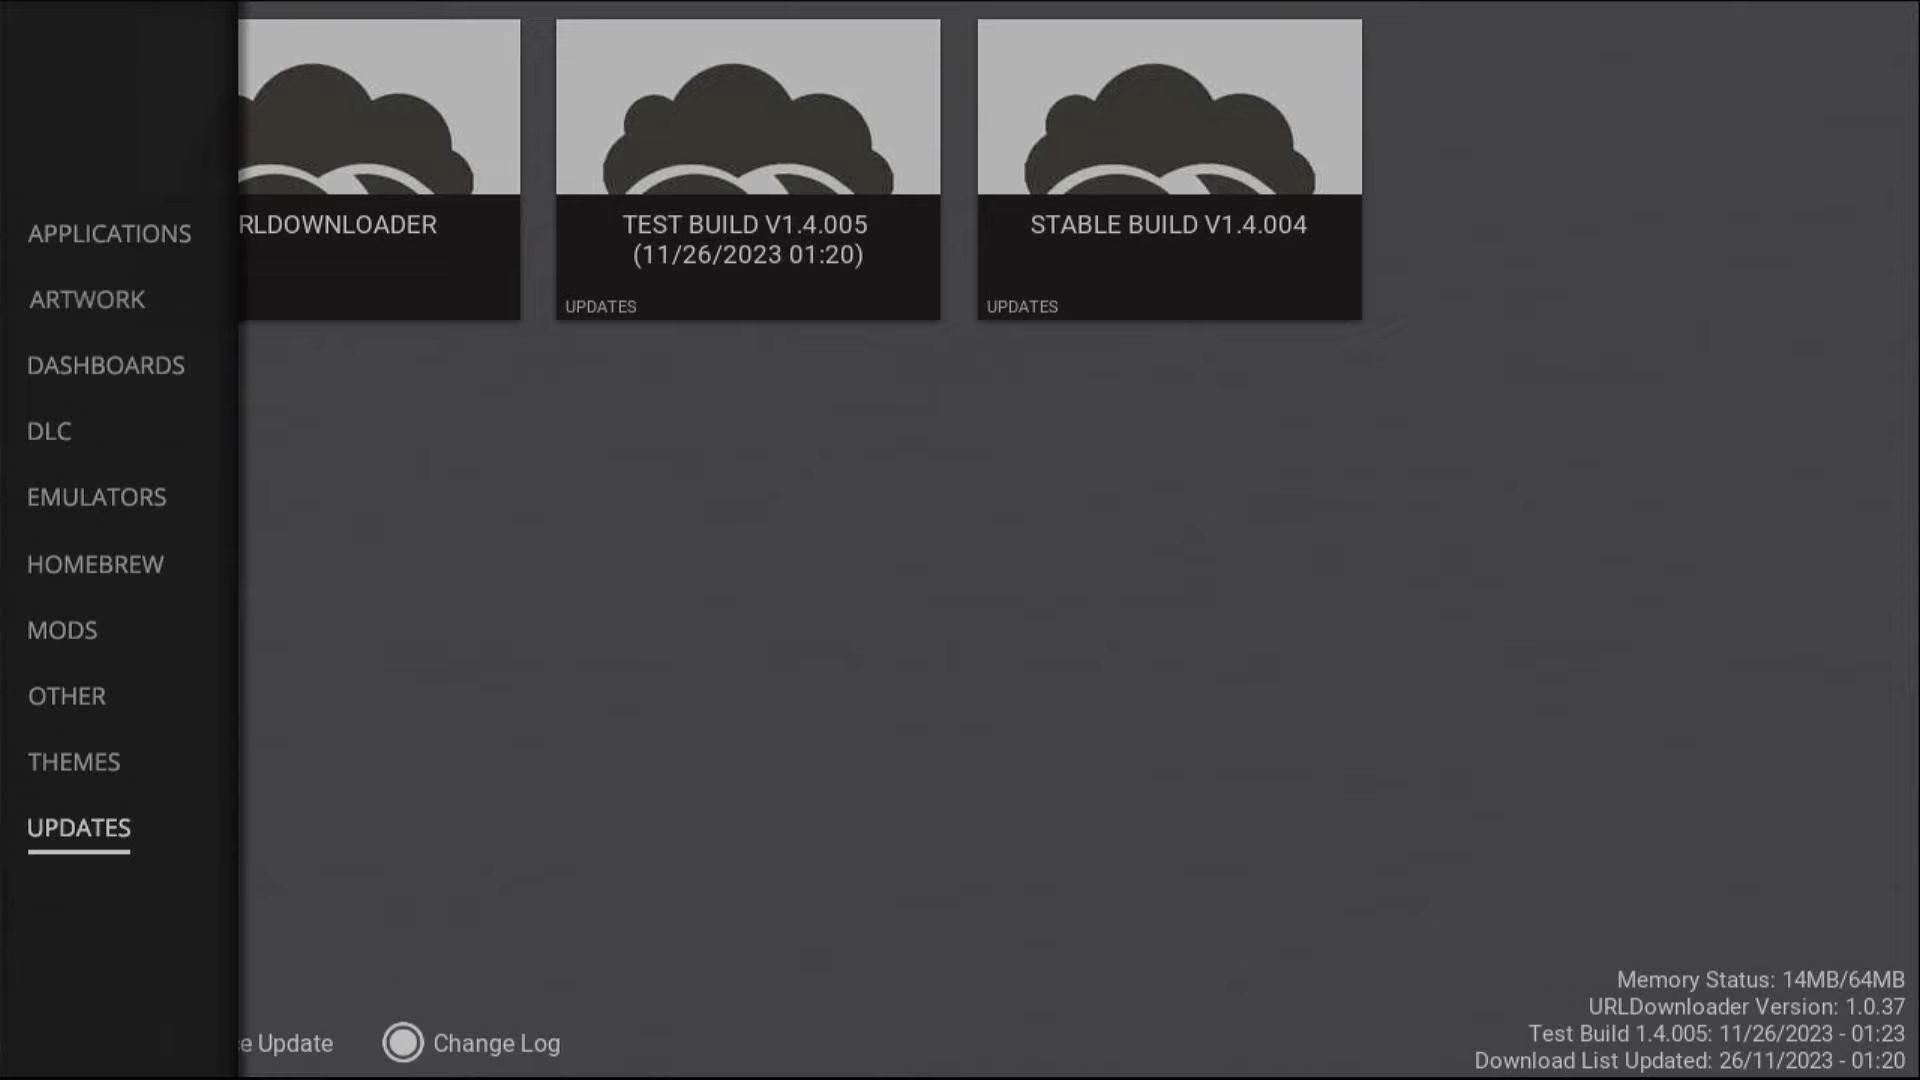 APPLICATIONS
ARTWORK
DASHBOARDS
DLC
EMULATORS
HOMEBREW
MODS
OTHER
THEMES
UPDATES
RLDOWNLOADER
TEST BUILD V1.4.005
(11/26/2023 01:20)
UPDATES
STABLE BUILD V1.4.004
UPDATES
e Update
Change Log
Memory Status: 14MB/64MB
URLDownloader Version: 1.0.37
Test Build 1.4.005: 11/26/2023 - 01:23
Download List Updated: 26/11/2023 - 01:20